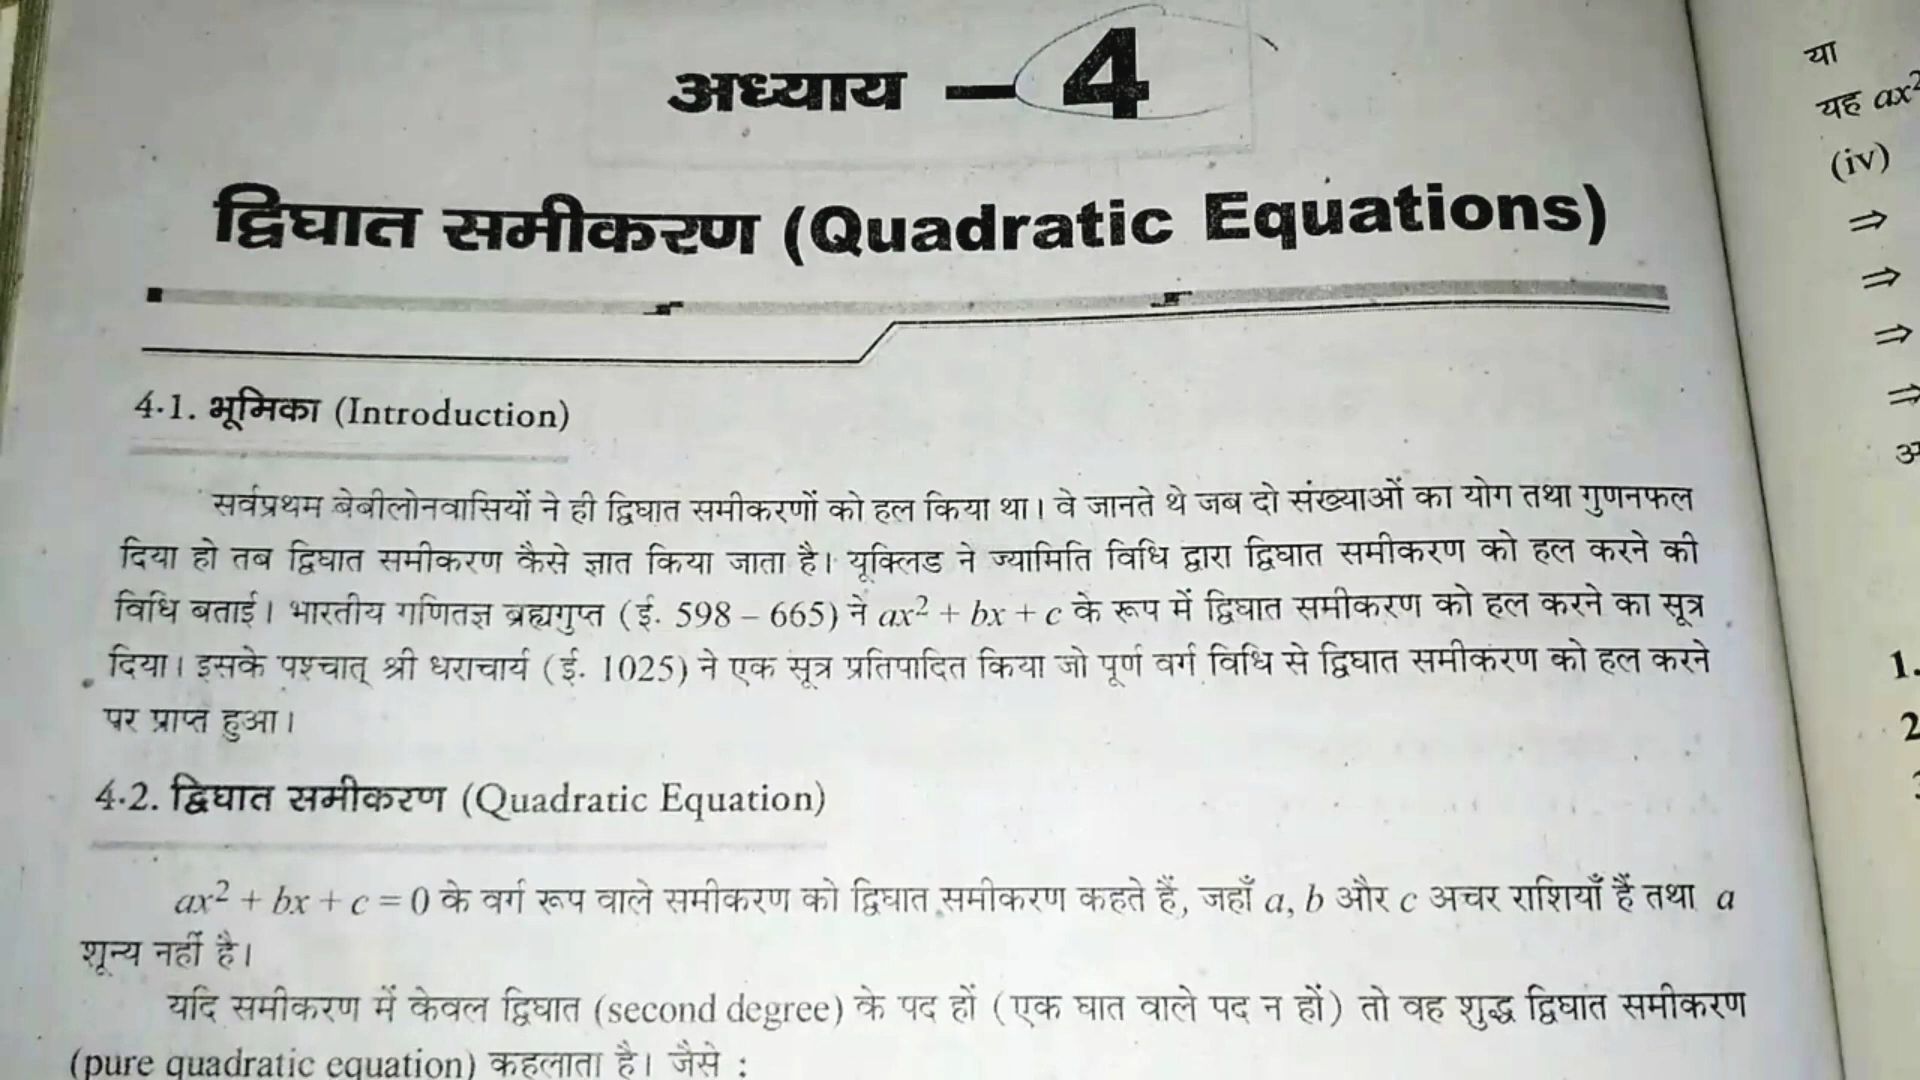 अध्याय – 4
द्विघात समीकरण (Quadratic Equations)
4·1. भूमिका (Introduction)
सर्वप्रथम बेबीलोनवासियों ने ही द्विघात समीकरणों को हल किया था। वे जानते थे जब दो संख्याओं का योग तथा गुणनफल
दिया हो तब द्विघात समीकरण कैसे ज्ञात किया जाता है। यूक्लिड ने ज्यामिति विधि द्वारा द्विघात समीकरण को हल करने की
विधि बताई। भारतीय गणितज्ञ ब्रह्मगुप्त (ई. 598 – 665) ने ax² + bx + c के रूप में द्विघात समीकरण को हल करने का सूत्र
दिया। इसके पश्चात् श्री धराचार्य (ई. 1025) ने एक सूत्र प्रतिपादित किया जो पूर्ण वर्ग विधि से द्विघात समीकरण को हल करने
पर प्राप्त हुआ।
4·2. द्विघात समीकरण (Quadratic Equation)
ax² + bx + c = 0 के वर्ग रूप वाले समीकरण को द्विघात समीकरण कहते हैं, जहाँ a, b और c अचर राशियाँ हैं तथा a
शून्य नहीं है।
यदि समीकरण में केवल द्विघात (second degree) के पद हों (एक घात वाले पद न हों) तो वह शुद्ध द्विघात समीकरण
(pure quadratic equation) कहलाता है। जैसे :
या
यह ax²
(iv)
⇒
⇒
⇒
⇒
1.
2